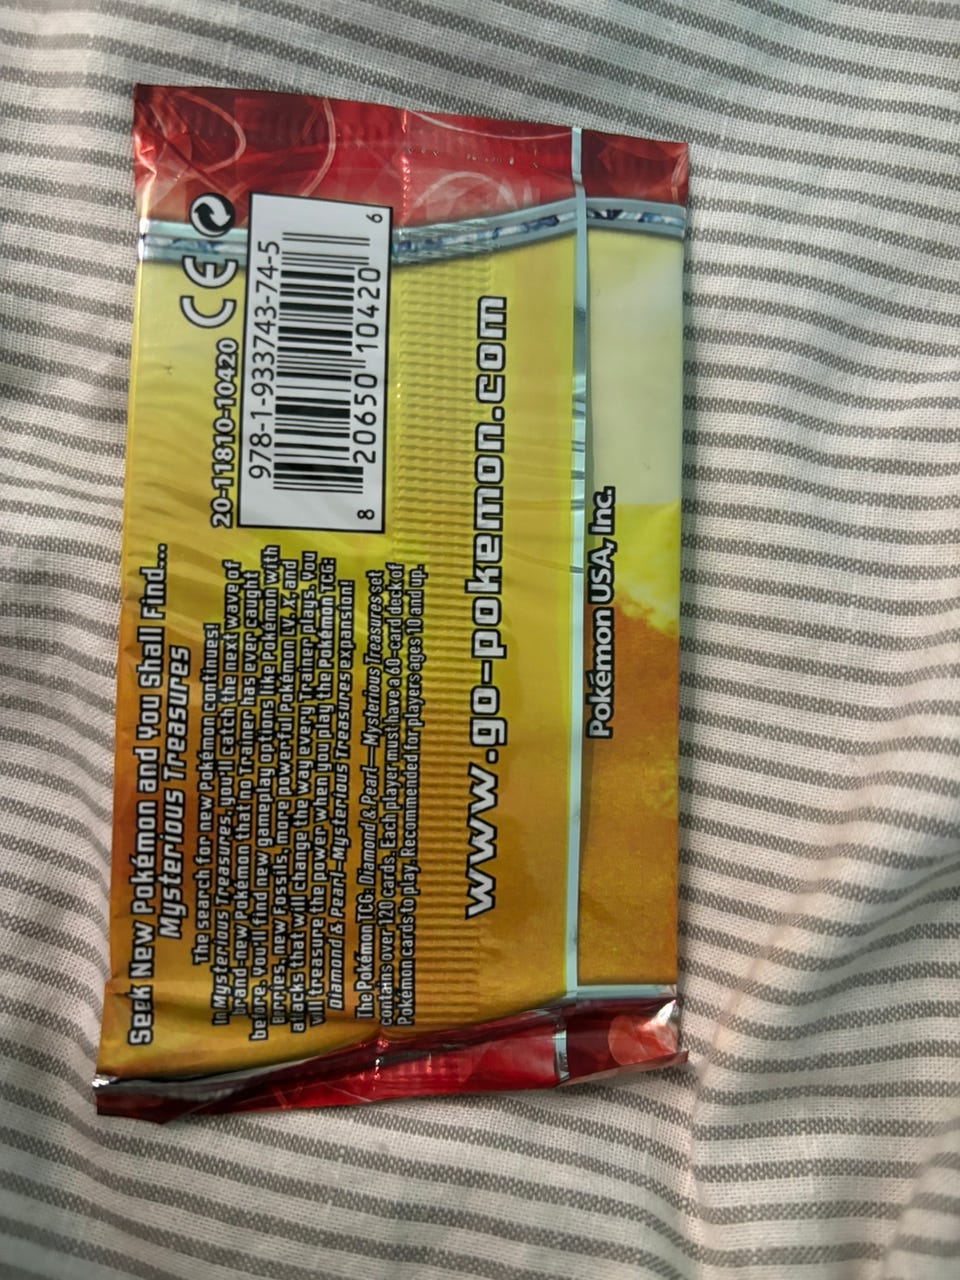 Seek New Pokémon and You Shall Find...
Mysterious Treasures
The search for new Pokémon continues!
In Mysterious Treasures, you'll catch the next wave of
brand-new Pokémon that no Trainer has ever caught
before. You'll find new gameplay options like Pokémon with
Berries, new Fossils, more powerful Pokémon LV.X, and
attacks that will change the way every Trainer plays. You
will treasure the power when you play the Pokémon TCG:
Diamond & Pearl—Mysterious Treasures expansion!
The Pokémon TCG: Diamond & Pearl—Mysterious Treasures set
contains over 120 cards. Each player must have a 60-card deck of
Pokémon cards to play. Recommended for players ages 10 and up.
20-11810-10420
CE
978-1-933743-74-5
8 20650 10420 6
www.go-pokemon.com
Pokémon USA, Inc.